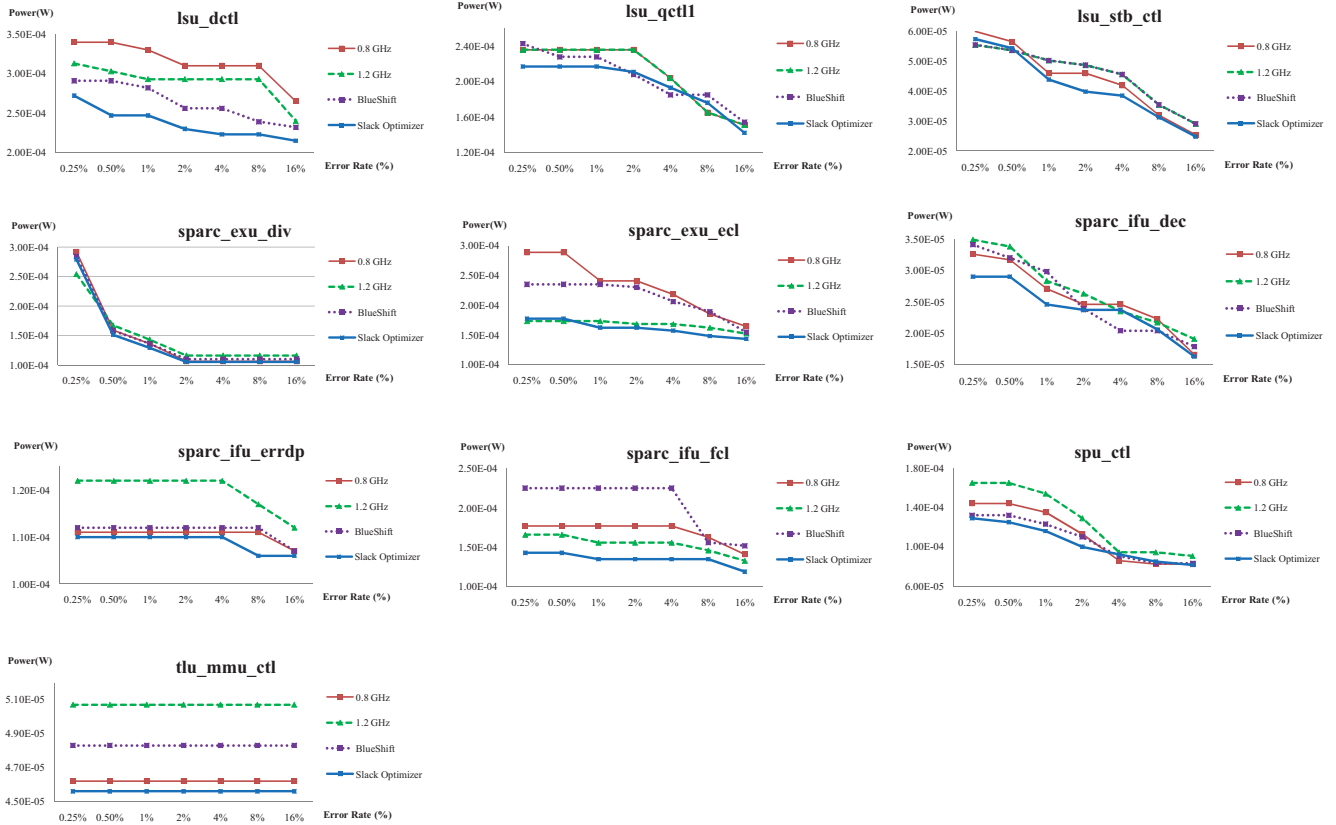 Power(W)
lsu_dctl
3.50E-04
3.00E-04
2.50E-04
2.00E-04
0.25% 0.50% 1% 2% 4% 8% 16%
Error Rate (%)
0.8 GHz
1.2 GHz
BlueShift
Slack Optimizer
Power(W)
lsu_qctl1
2.40E-04
2.00E-04
1.60E-04
1.20E-04
0.25% 0.50% 1% 2% 4% 8% 16%
Error Rate (%)
0.8 GHz
1.2 GHz
BlueShift
Slack Optimizer
Power(W)
lsu_stb_ctl
6.00E-05
5.00E-05
4.00E-05
3.00E-05
2.00E-05
0.25% 0.50% 1% 2% 4% 8% 16%
Error Rate (%)
0.8 GHz
1.2 GHz
BlueShift
Slack Optimizer
Power(W)
sparc_exu_div
3.00E-04
2.50E-04
2.00E-04
1.50E-04
1.00E-04
0.25% 0.50% 1% 2% 4% 8% 16%
Error Rate (%)
0.8 GHz
1.2 GHz
BlueShift
Slack Optimizer
Power(W)
sparc_exu_ecl
3.00E-04
2.50E-04
2.00E-04
1.50E-04
1.00E-04
0.25% 0.50% 1% 2% 4% 8% 16%
Error Rate (%)
0.8 GHz
1.2 GHz
BlueShift
Slack Optimizer
Power(W)
sparc_ifu_dec
3.50E-05
3.00E-05
2.50E-05
2.00E-05
1.50E-05
0.25% 0.50% 1% 2% 4% 8% 16%
Error Rate (%)
0.8 GHz
1.2 GHz
BlueShift
Slack Optimizer
Power(W)
sparc_ifu_errdp
1.20E-04
1.10E-04
1.00E-04
0.25% 0.50% 1% 2% 4% 8% 16%
Error Rate (%)
0.8 GHz
1.2 GHz
BlueShift
Slack Optimizer
Power(W)
sparc_ifu_fcl
2.50E-04
2.00E-04
1.50E-04
1.00E-04
0.25% 0.50% 1% 2% 4% 8% 16%
Error Rate (%)
0.8 GHz
1.2 GHz
BlueShift
Slack Optimizer
Power(W)
spu_ctl
1.80E-04
1.40E-04
1.00E-04
6.00E-05
0.25% 0.50% 1% 2% 4% 8% 16%
Error Rate (%)
0.8 GHz
1.2 GHz
BlueShift
Slack Optimizer
Power(W)
tlu_mmu_ctl
5.10E-05
4.90E-05
4.70E-05
4.50E-05
0.25% 0.50% 1% 2% 4% 8% 16%
Error Rate (%)
0.8 GHz
1.2 GHz
BlueShift
Slack Optimizer